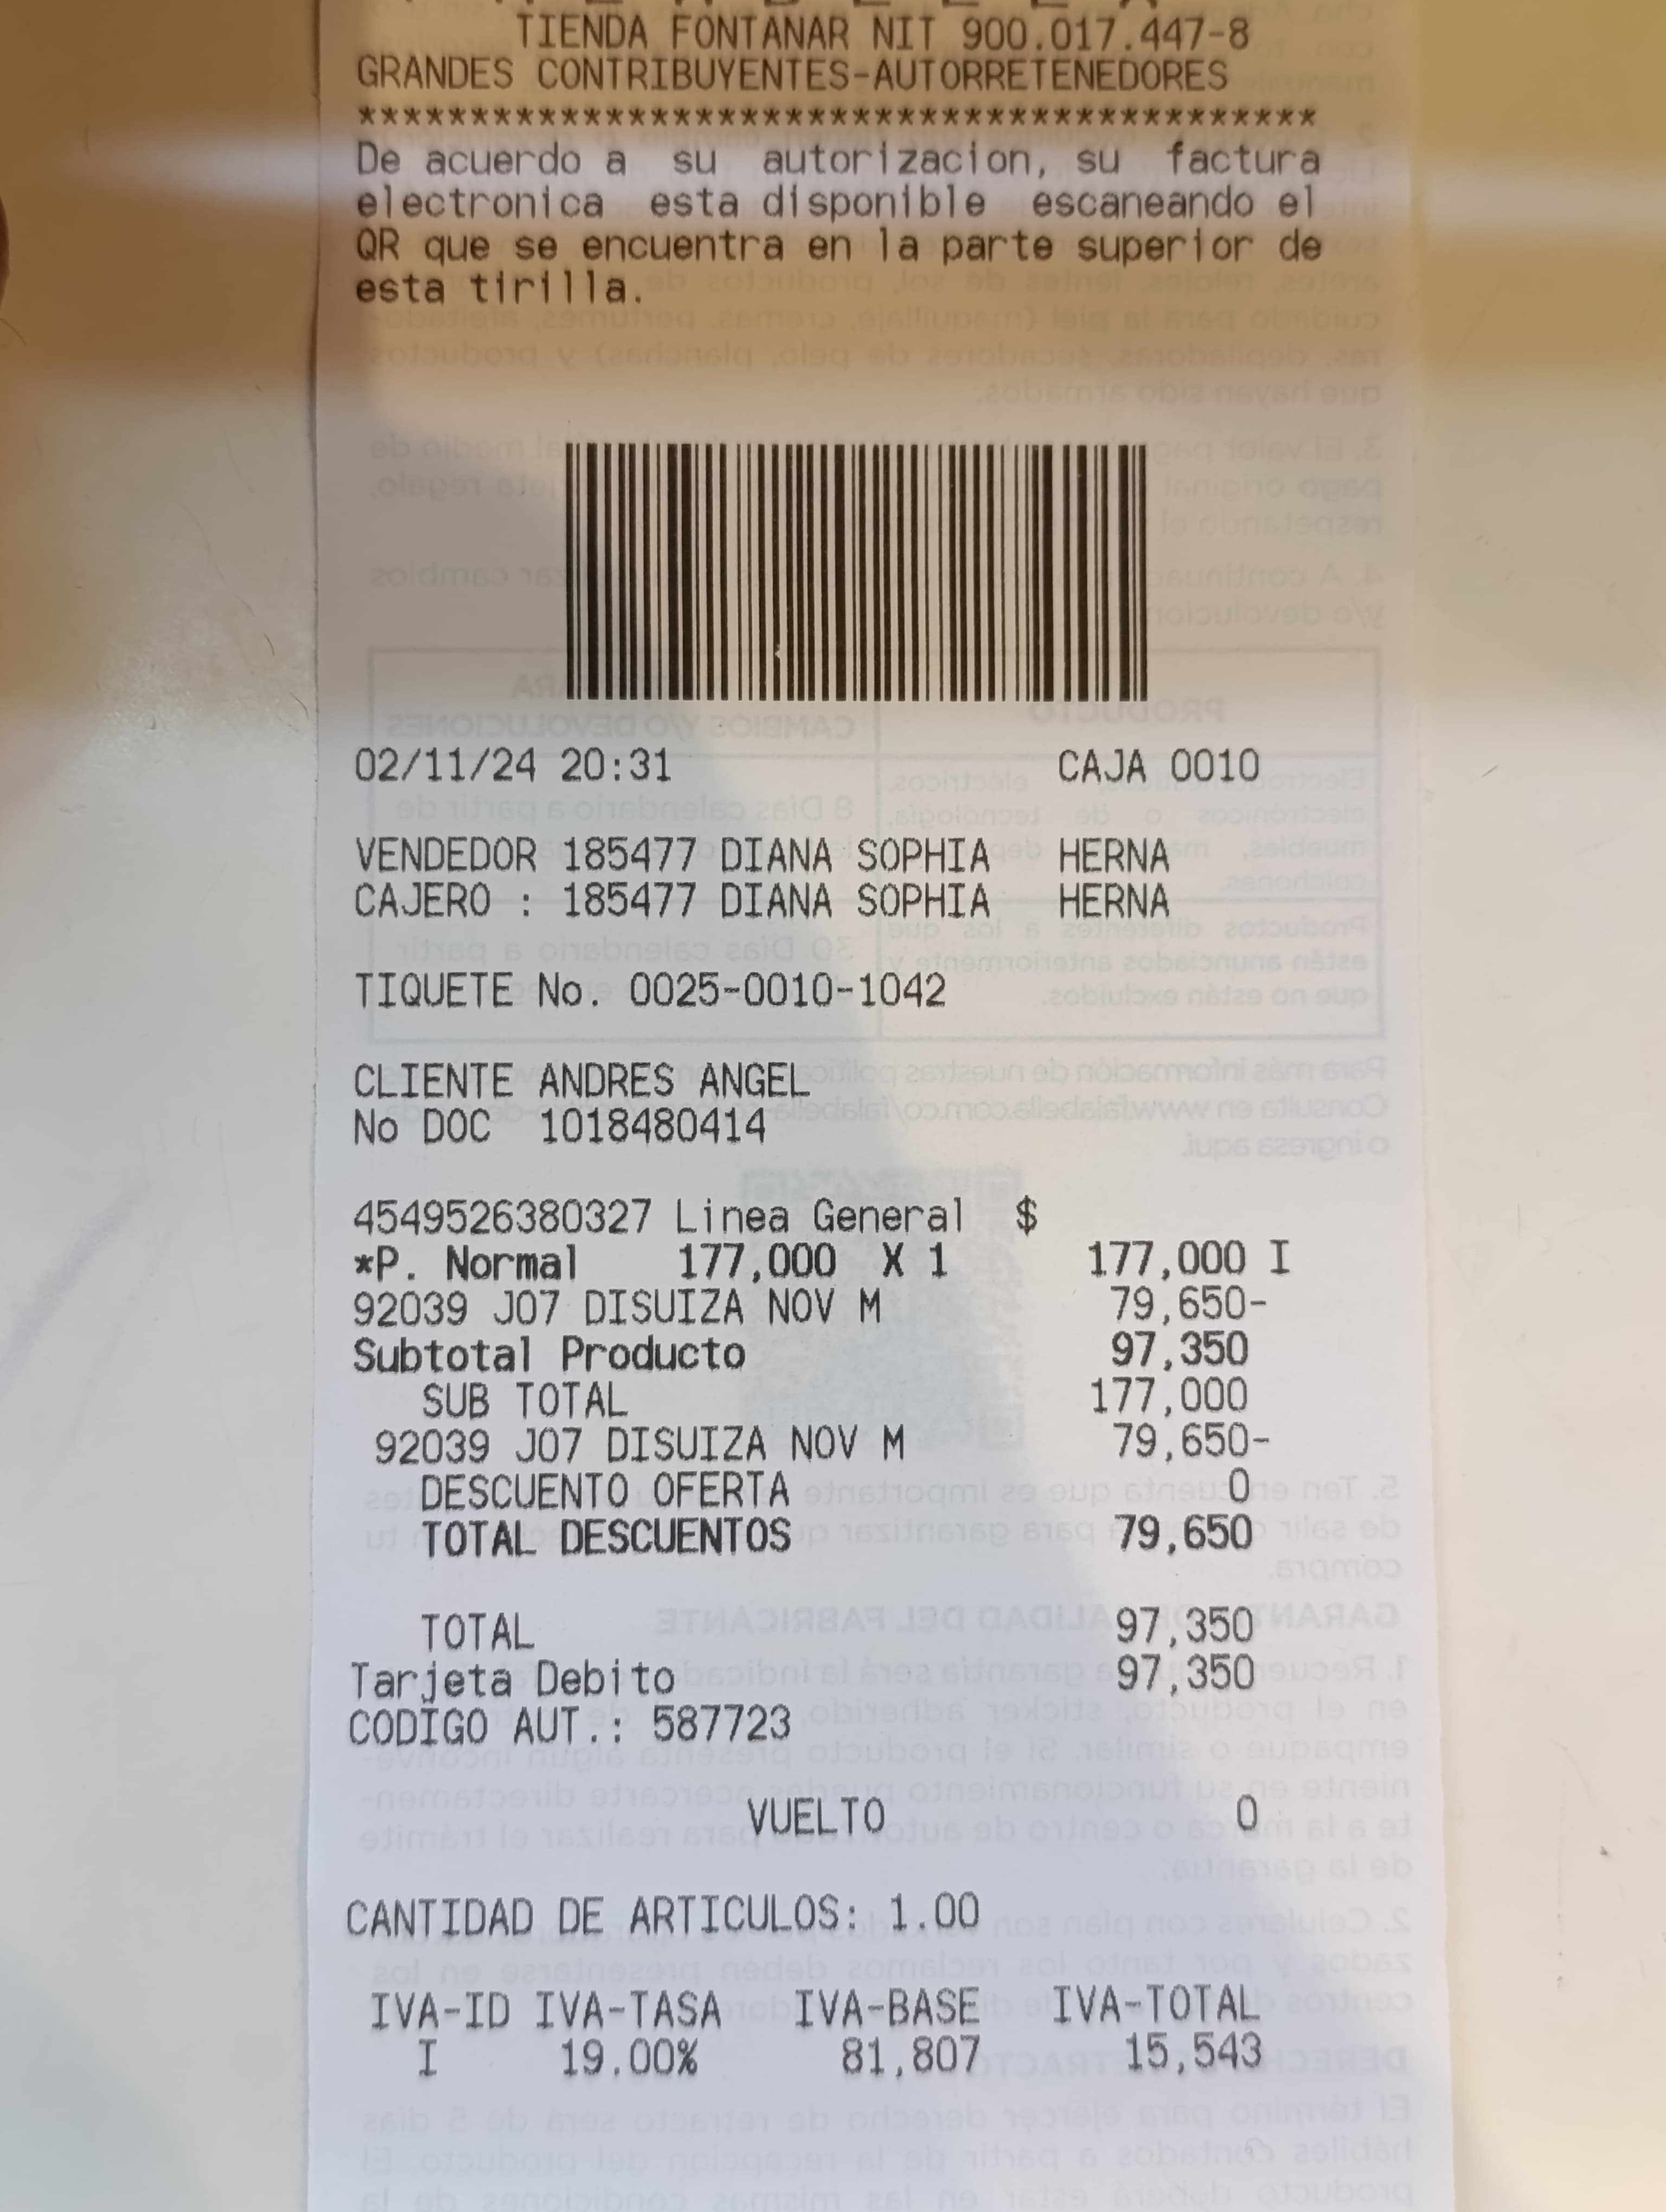 TIENDA FONTANAR NIT 900.017.447-8
GRANDES CONTRIBUYENTES-AUTORRETENEDORES
******************************************
De acuerdo a su autorizacion, su factura
electronica esta disponible escaneando el
QR que se encuentra en la parte superior de
esta tirilla.
02/11/24 20:31 CAJA 0010
VENDEDOR 185477 DIANA SOPHIA HERNA
CAJERO : 185477 DIANA SOPHIA HERNA
TIQUETE No. 0025-0010-1042
CLIENTE ANDRES ANGEL
No DOC 1018480414
4549526380327 Linea General $
*P. Normal 177,000 X 1 177,000 I
92039 J07 DISUIZA NOV M 79,650-
Subtotal Producto 97,350
SUB TOTAL 177,000
92039 J07 DISUIZA NOV M 79,650-
DESCUENTO OFERTA 0
TOTAL DESCUENTOS 79,650
TOTAL 97,350
Tarjeta Debito 97,350
CODIGO AUT.: 587723
VUELTO 0
CANTIDAD DE ARTICULOS: 1.00
IVA-ID IVA-TASA IVA-BASE IVA-TOTAL
I 19.00% 81,807 15,543